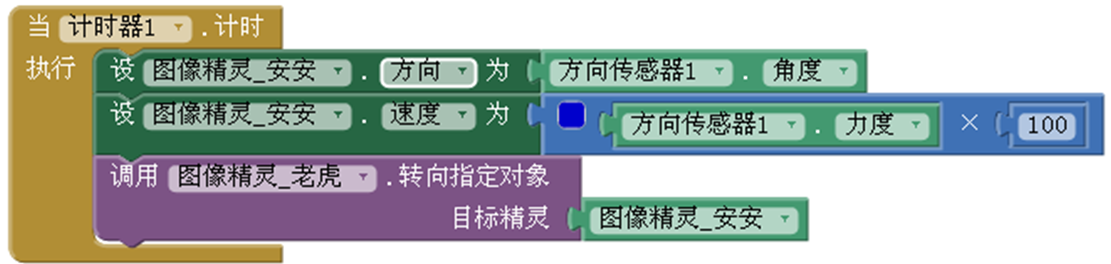 当 计时器1 .计时
执行 设 图像精灵_安安 . 方向 为 方向传感器1 . 角度
设 图像精灵_安安 . 速度 为 方向传感器1 . 力度 × 100
调用 图像精灵_老虎 .转向指定对象
目标精灵 图像精灵_安安